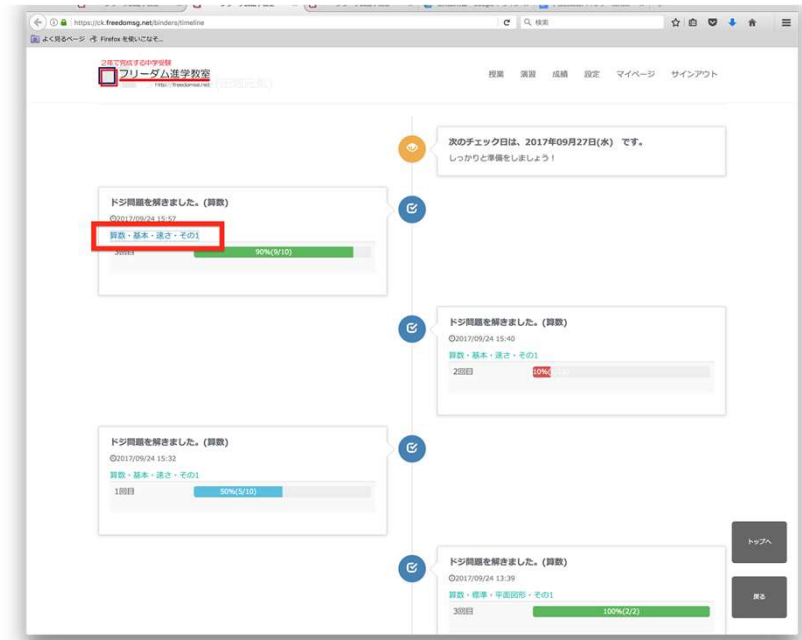 https://ck.freedomsg.net/binders/timeline
検索
よく見るページ
Firefox を使いこなそ...
2年で完成する中学受験
フリーダム進学教室
http://freedomse.net
授業 演習 成績 設定 マイページ サインアウト
次のチェック日は、2017年09月27日(水) です。
しっかりと準備をしましょう！
ドジ問題を解きました。(算数)
2017/09/24 15:57
算数・基本・速さ・その1
3回目 90%(9/10)
ドジ問題を解きました。(算数)
2017/09/24 15:40
算数・基本・速さ・その1
2回目 10%(
ドジ問題を解きました。(算数)
2017/09/24 15:32
算数・基本・速さ・その1
1回目 50%(5/10)
ドジ問題を解きました。(算数)
2017/09/24 13:39
算数・標準・平面図形・その1
3回目 100%(2/2)
トップへ
戻る